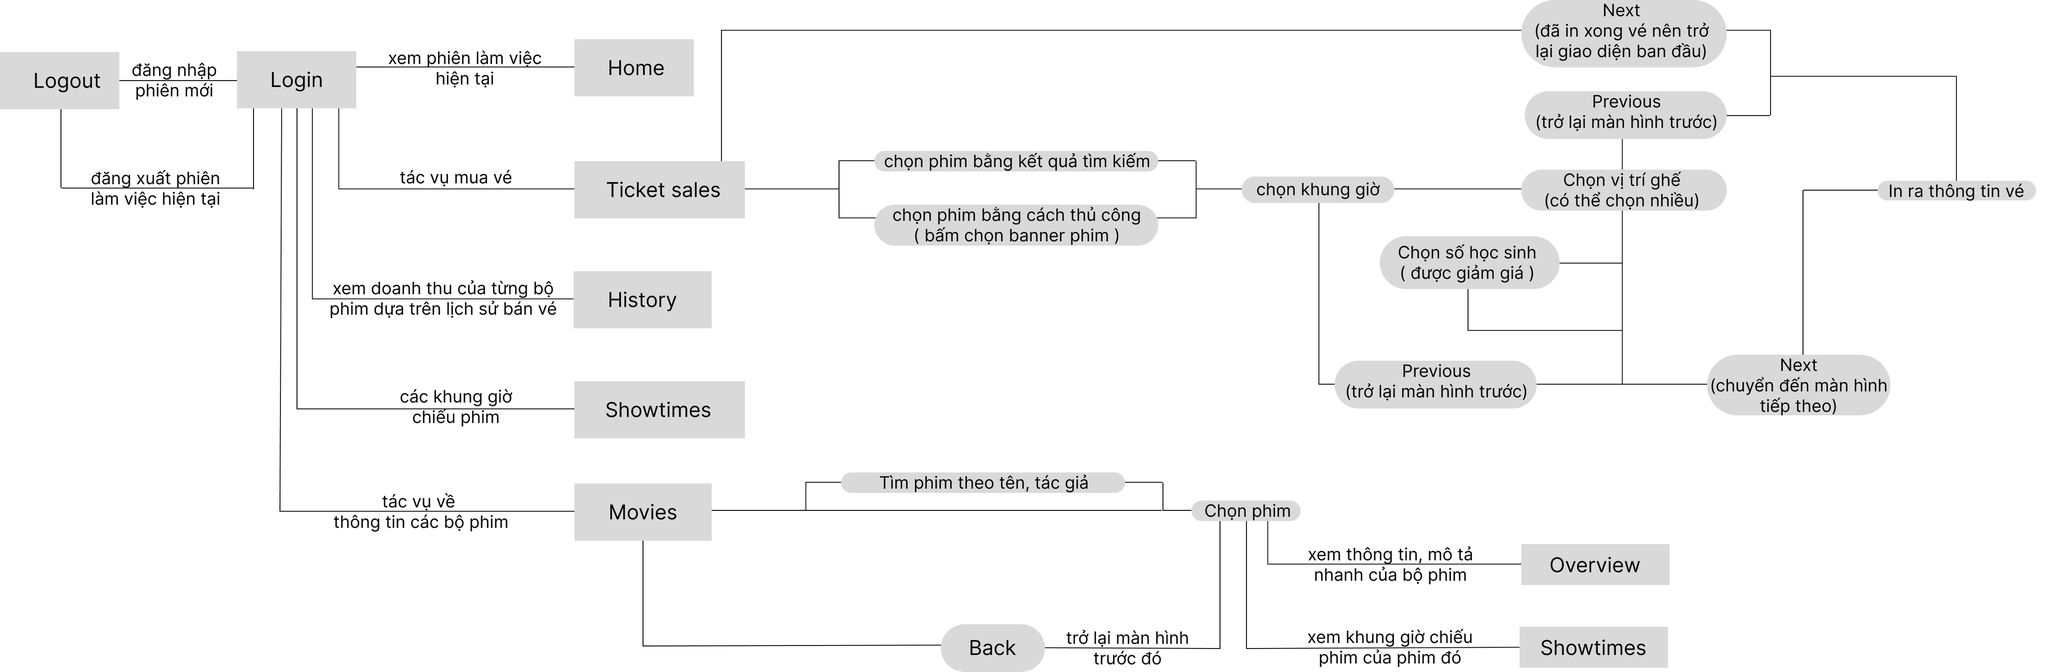 Logout
đăng nhập
phiên mới
Login
xem phiên làm việc
hiện tại
Home
Next
(đã in xong vé nên trở
lại giao diện ban đầu)
Previous
(trở lại màn hình trước)
đăng xuất phiên
làm việc hiện tại
tác vụ mua vé
Ticket sales
chọn phim bằng kết quả tìm kiếm
chọn phim bằng cách thủ công
( bấm chọn banner phim )
chọn khung giờ
Chọn vị trí ghế
(có thể chọn nhiều)
In ra thông tin vé
Chọn số học sinh
( được giảm giá )
xem doanh thu của từng bộ
phim dựa trên lịch sử bán vé
History
Previous
(trở lại màn hình trước)
Next
(chuyển đến màn hình
tiếp theo)
các khung giờ
chiếu phim
Showtimes
tác vụ về
thông tin các bộ phim
Movies
Tìm phim theo tên, tác giả
Chọn phim
xem thông tin, mô tả
nhanh của bộ phim
Overview
Back
trở lại màn hình
trước đó
xem khung giờ chiếu
phim của phim đó
Showtimes